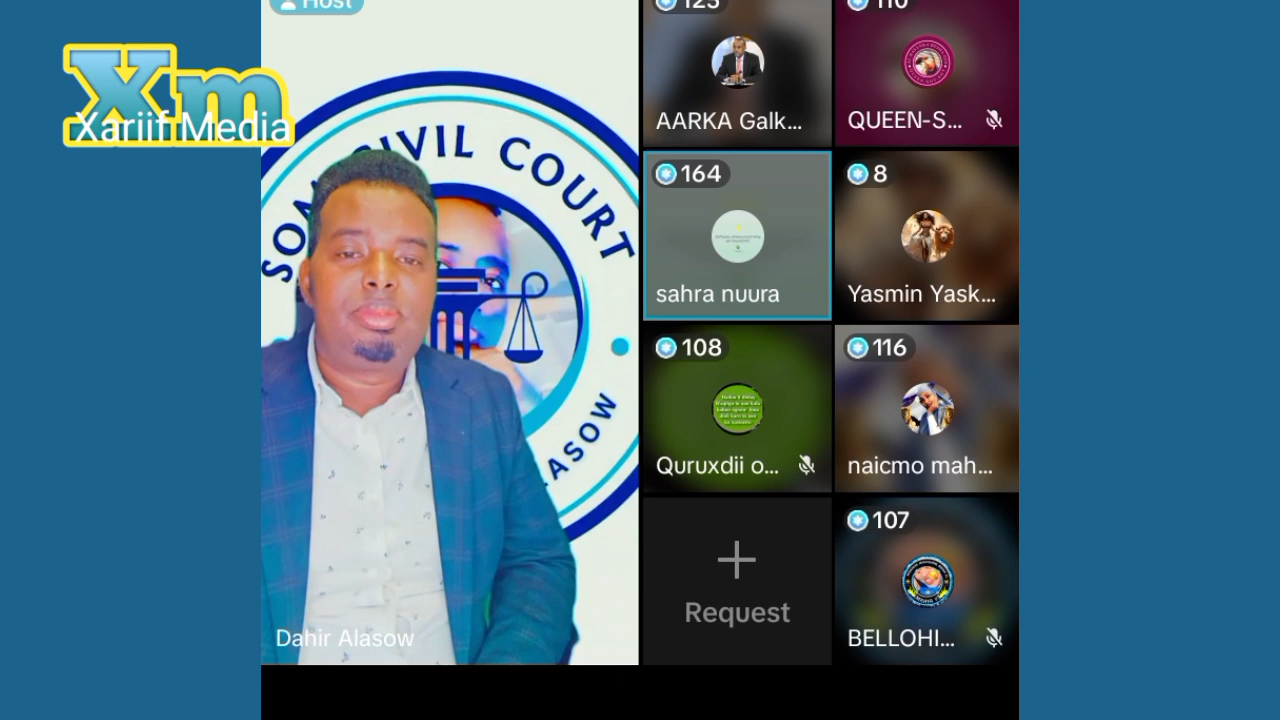 Host
Xm
Xariif Media
CIVIL COURT
ALASOW
Dahir Alasow
125
AARKA Galk...
110
QUEEN-S...
164
sahra nuura
8
Yasmin Yask...
108
Quruxdii o...
116
naicmo mah...
Request
107
BELLOHI...